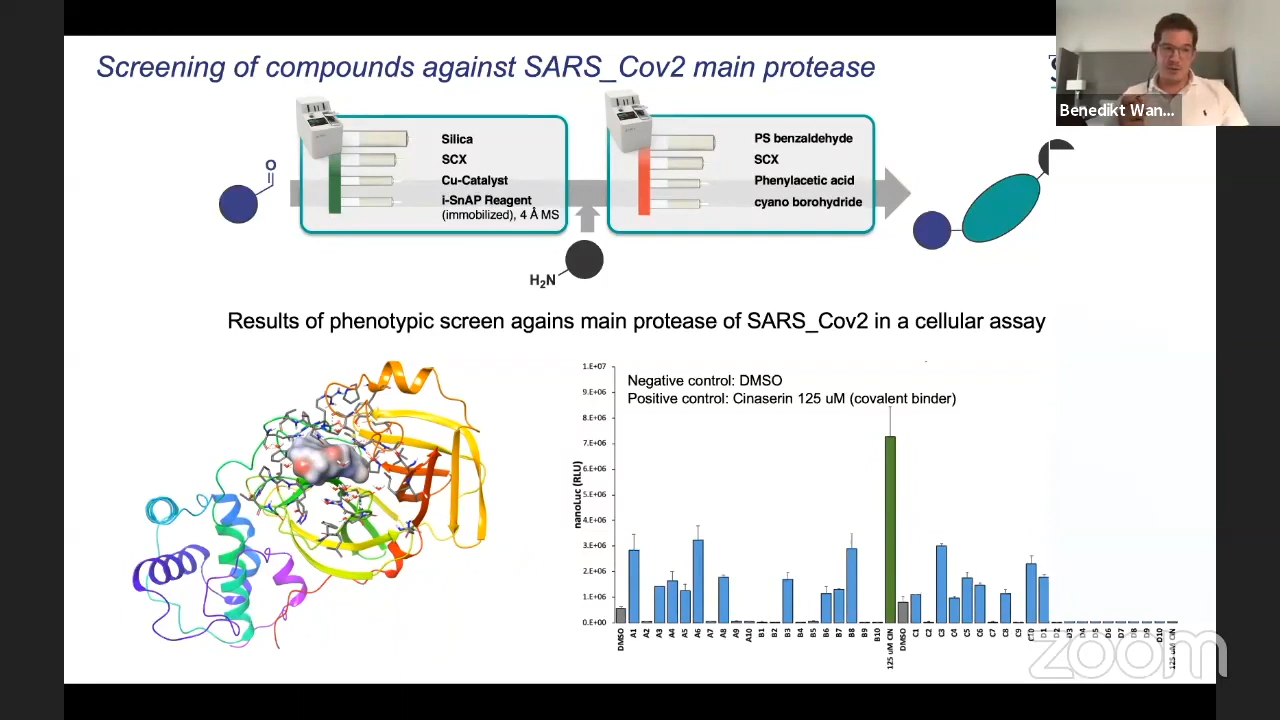 Screening of compounds against SARS_Cov2 main protease
Benedikt Wan...
Silica
SCX
Cu-Catalyst
i-SnAP Reagent
(immobilized), 4 Å MS
PS benzaldehyde
SCX
Phenylacetic acid
cyano borohydride
O
H2N
Results of phenotypic screen agains main protease of SARS_Cov2 in a cellular assay
Negative control: DMSO
Positive control: Cinaserin 125 uM (covalent binder)
nanoLuc (RLU)
1.E+07
9.E+06
8.E+06
7.E+06
6.E+06
5.E+06
4.E+06
3.E+06
2.E+06
1.E+06
0.E+00
DMSO
A1
A2
A3
A4
A5
A6
A7
A8
A9
A10
B1
B2
B3
B4
B5
B6
B7
B8
B9
B10
125 uM CIN
DMSO
C1
C2
C3
C4
C5
C6
C7
C8
C9
C10
D1
D2
D3
D4
D5
D6
D7
D8
D9
D10
125 uM CIN
zoom